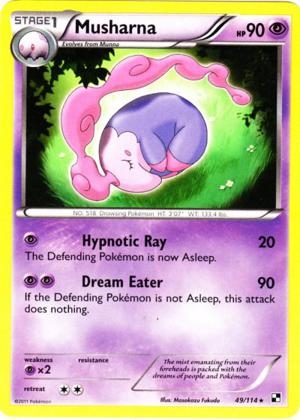 STAGE1
Musharna
HP 90
Evolves from Munna
NO. 518 Drowsing Pokémon HT: 3'07" WT: 133.4 lbs.
Hypnotic Ray 20
The Defending Pokémon is now Asleep.
Dream Eater 90
If the Defending Pokémon is not Asleep, this attack
does nothing.
weakness
×2
resistance
retreat
The mist emanating from their
foreheads is packed with the
dreams of people and Pokémon.
©2011 Pokémon
Illus. Masakazu Fukuda
49/114★